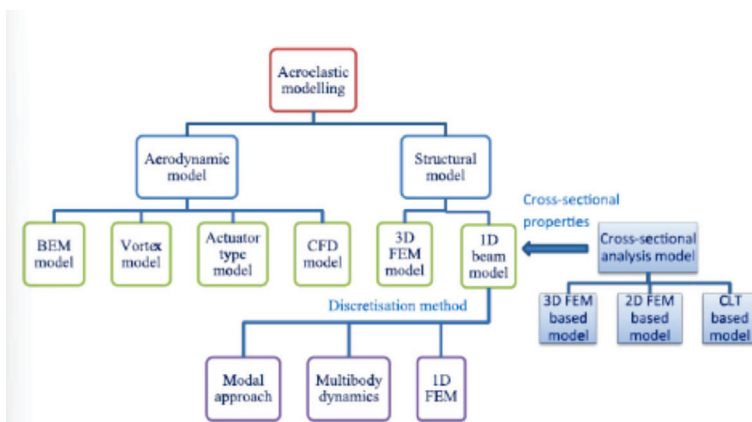 Aeroelastic
modelling
Aerodynamic
model
Structural
model
Cross-sectional
properties
BEM
model
Vortex
model
Actuator
type
model
CFD
model
3D
FEM
model
1D
beam
model
Cross-sectional
analysis model
Discretisation method
3D FEM
based
model
2D FEM
based
model
CLT
based
model
Modal
approach
Multibody
dynamics
1D
FEM